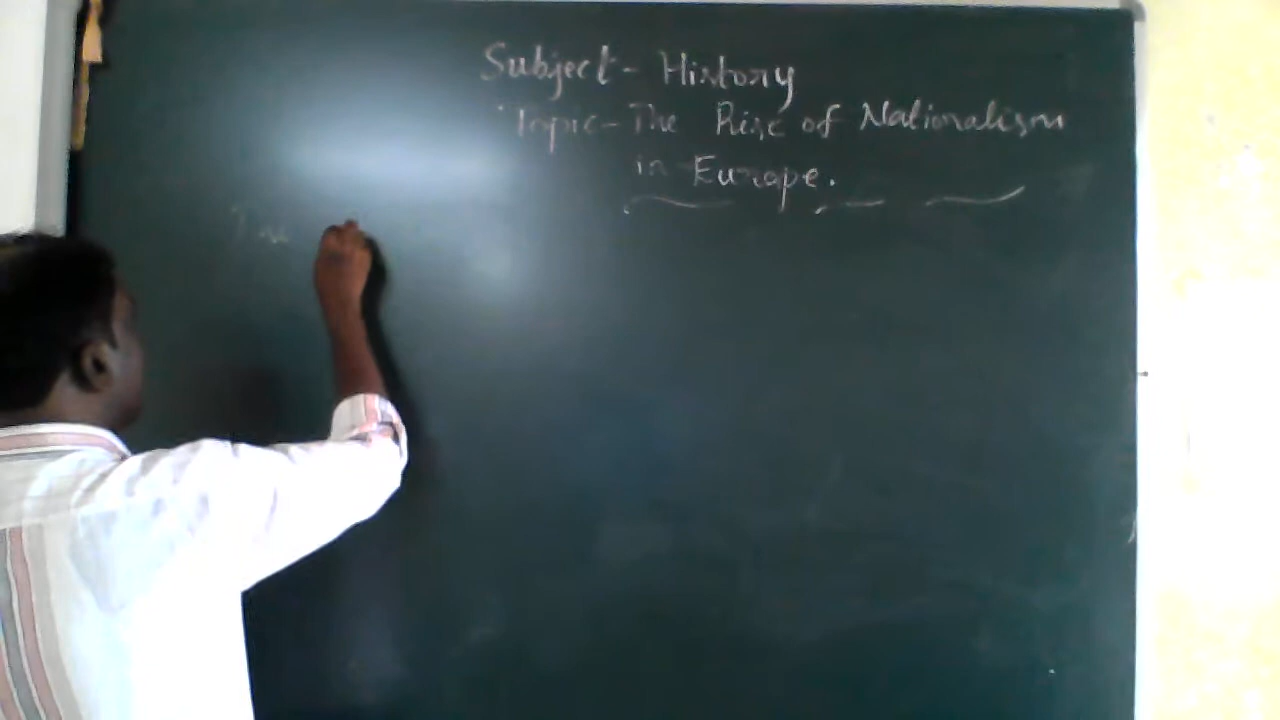 Subject - History
Topic - The Rise of Nationalism
in Europe.